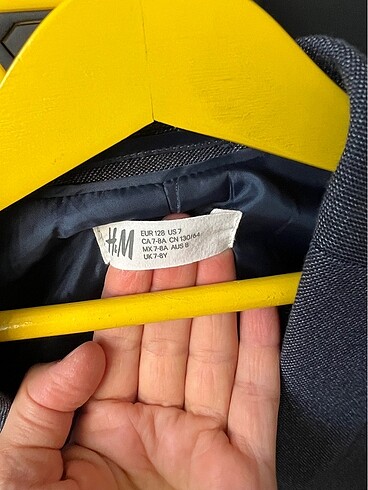 H&M
EUR 128 US 7
CA 7-8A CN 130/64
MX 7-8A AUS 8
UK 7-8Y